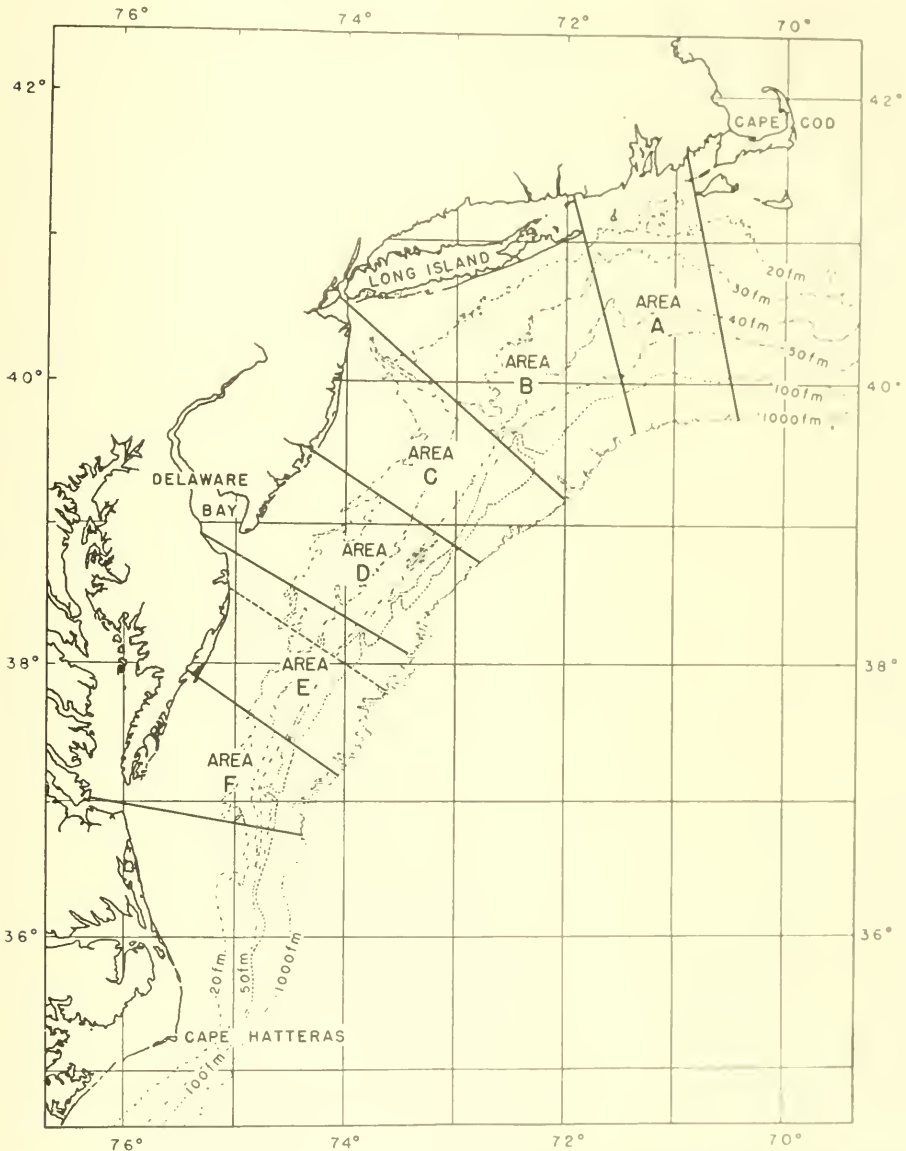 76° 74° 72° 70°
42° 42°
CAPE COD
LONG ISLAND
20fm
30fm
AREA
A
40fm
50fm
AREA
B
40° 40°
100fm
1000fm
AREA
C
DELAWARE
BAY
AREA
D
38° 38°
AREA
E
AREA
F
36° 36°
20fm
50fm
1000fm
CAPE HATTERAS
100fm
76° 74° 72° 70°